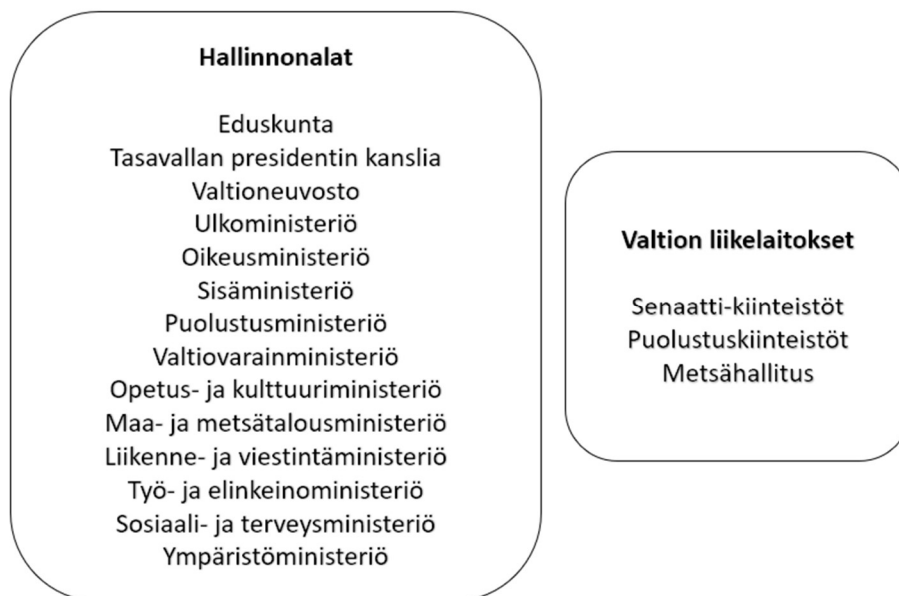 Hallinnonalat
Eduskunta
Tasavallan presidentin kanslia
Valtioneuvosto
Ulkoministeriö
Oikeusministeriö
Sisäministeriö
Puolustusministeriö
Valtiovarainministeriö
Opetus- ja kulttuuriministeriö
Maa- ja metsätalousministeriö
Liikenne- ja viestintäministeriö
Työ- ja elinkeinoministeriö
Sosiaali- ja terveysministeriö
Ympäristöministeriö
Valtion liikelaitokset
Senaatti-kiinteistöt
Puolustuskiinteistöt
Metsähallitus